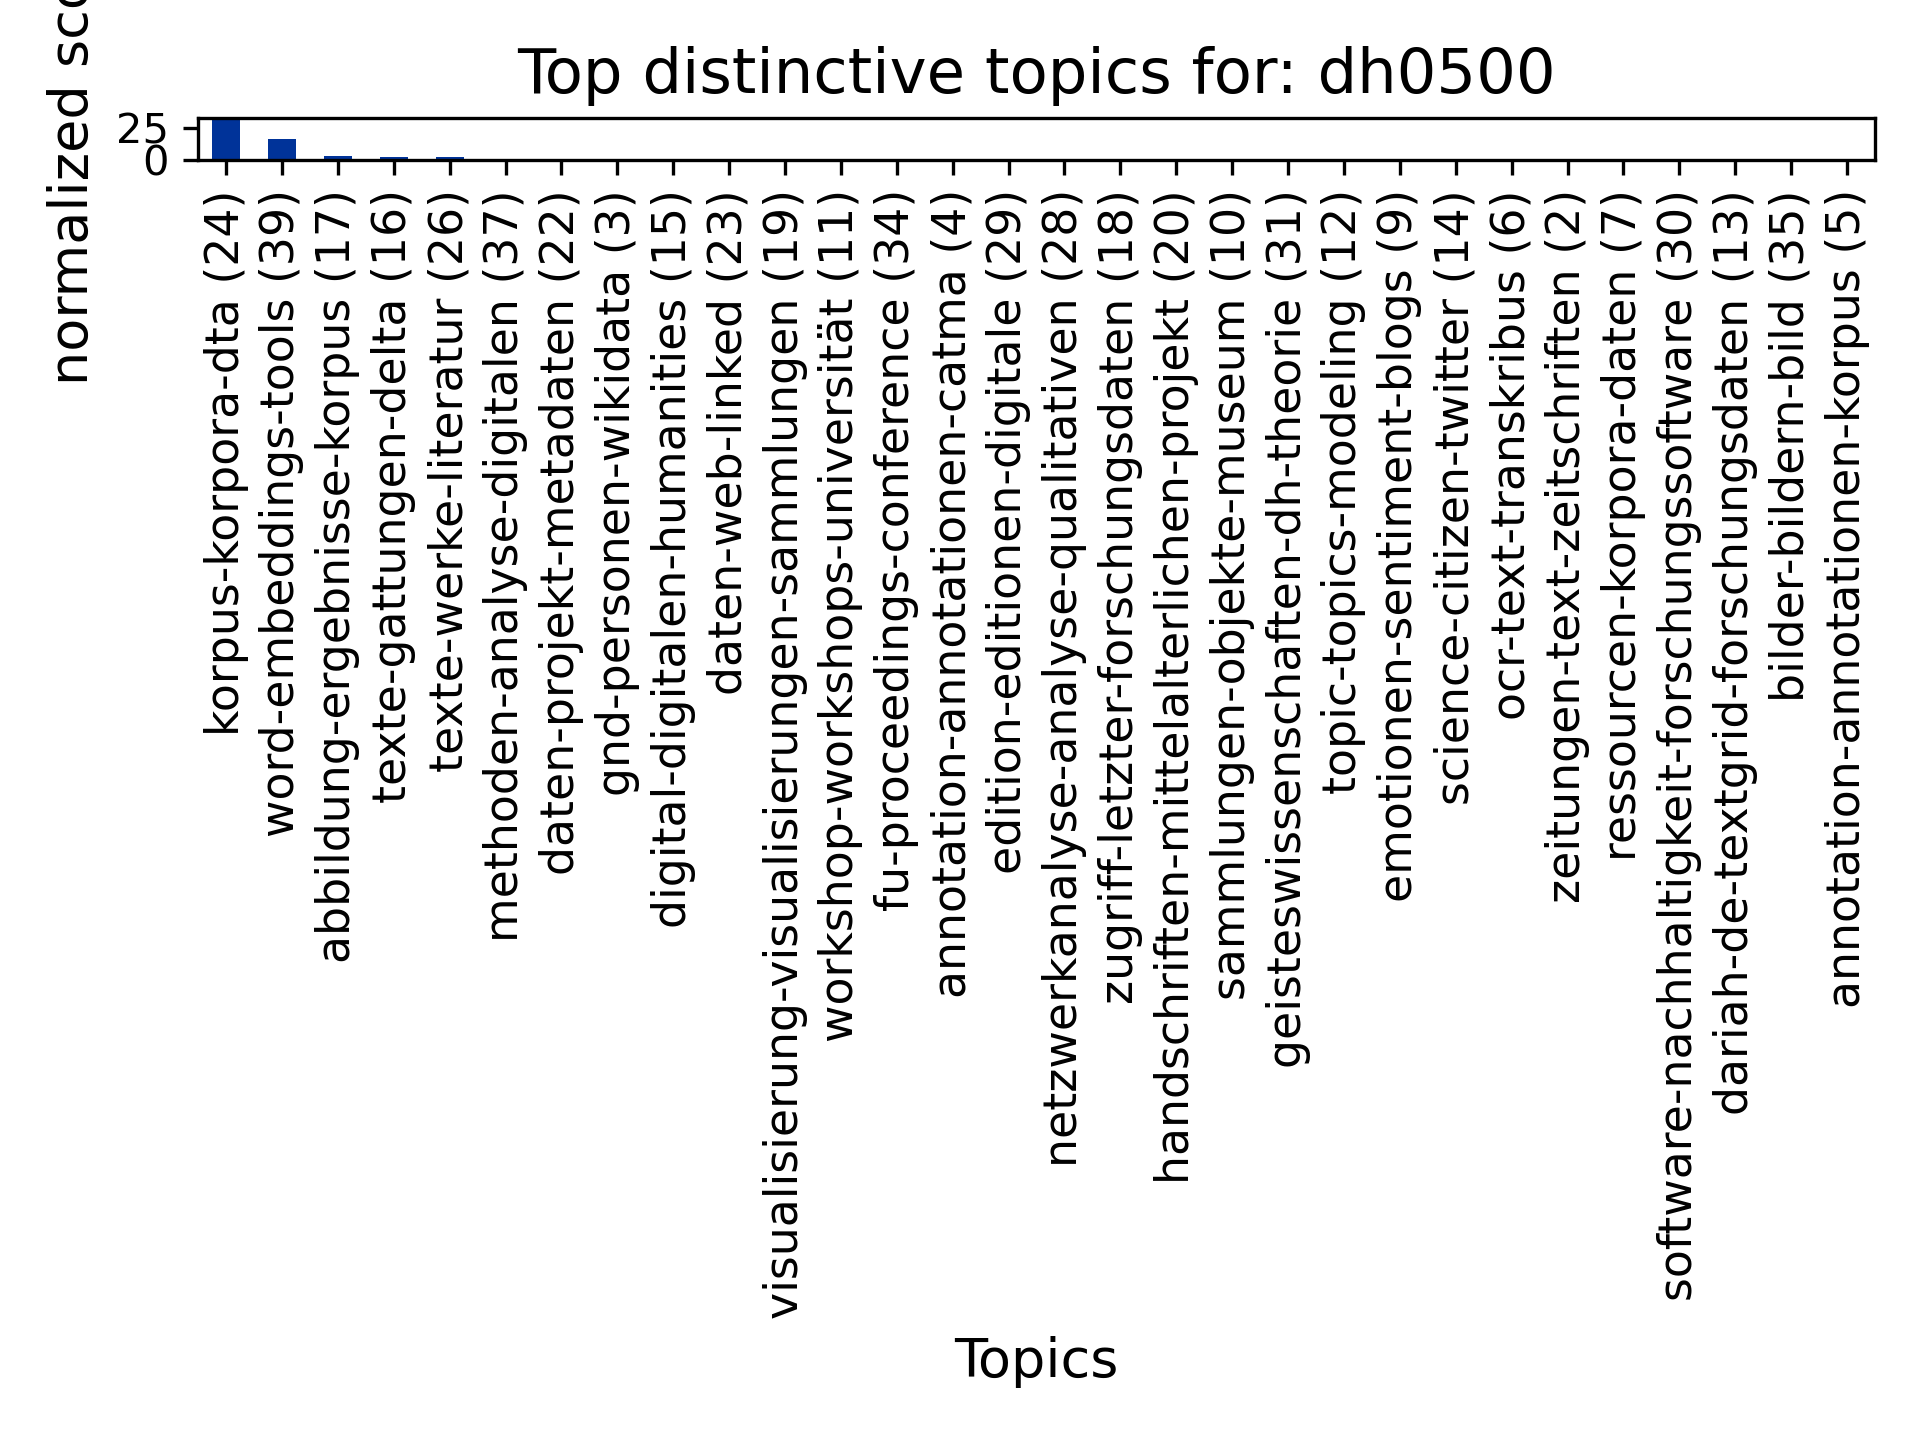 Top distinctive topics for: dh0500
normalized
25
0
korpus-korpora-dta (24)
word-embeddings-tools (39)
abbildung-ergebnisse-korpus (17)
texte-gattungen-delta (16)
texte-werke-literatur (26)
methoden-analyse-digitalen (37)
daten-projekt-metadaten (22)
gnd-personen-wikidata (3)
digital-digitalen-humanities (15)
daten-web-linked (23)
visualisierung-visualisierungen-sammlungen (19)
workshop-workshops-universität (11)
fu-proceedings-conference (34)
annotation-annotationen-catma (4)
edition-editionen-digitale (29)
netzwerkanalyse-analyse-qualitativen (28)
zugriff-letzter-forschungsdaten (18)
handschriften-mittelalterlichen-projekt (20)
sammlungen-objekte-museum (10)
geisteswissenschaften-dh-theorie (31)
topic-topics-modeling (12)
emotionen-sentiment-blogs (9)
science-citizen-twitter (14)
ocr-text-transkribus (6)
zeitungen-text-zeitschriften (2)
ressourcen-korpora-daten (7)
software-nachhaltigkeit-forschungssoftware (30)
dariah-de-textgrid-forschungsdaten (13)
bilder-bildern-bild (35)
annotation-annotationen-korpus (5)
Topics